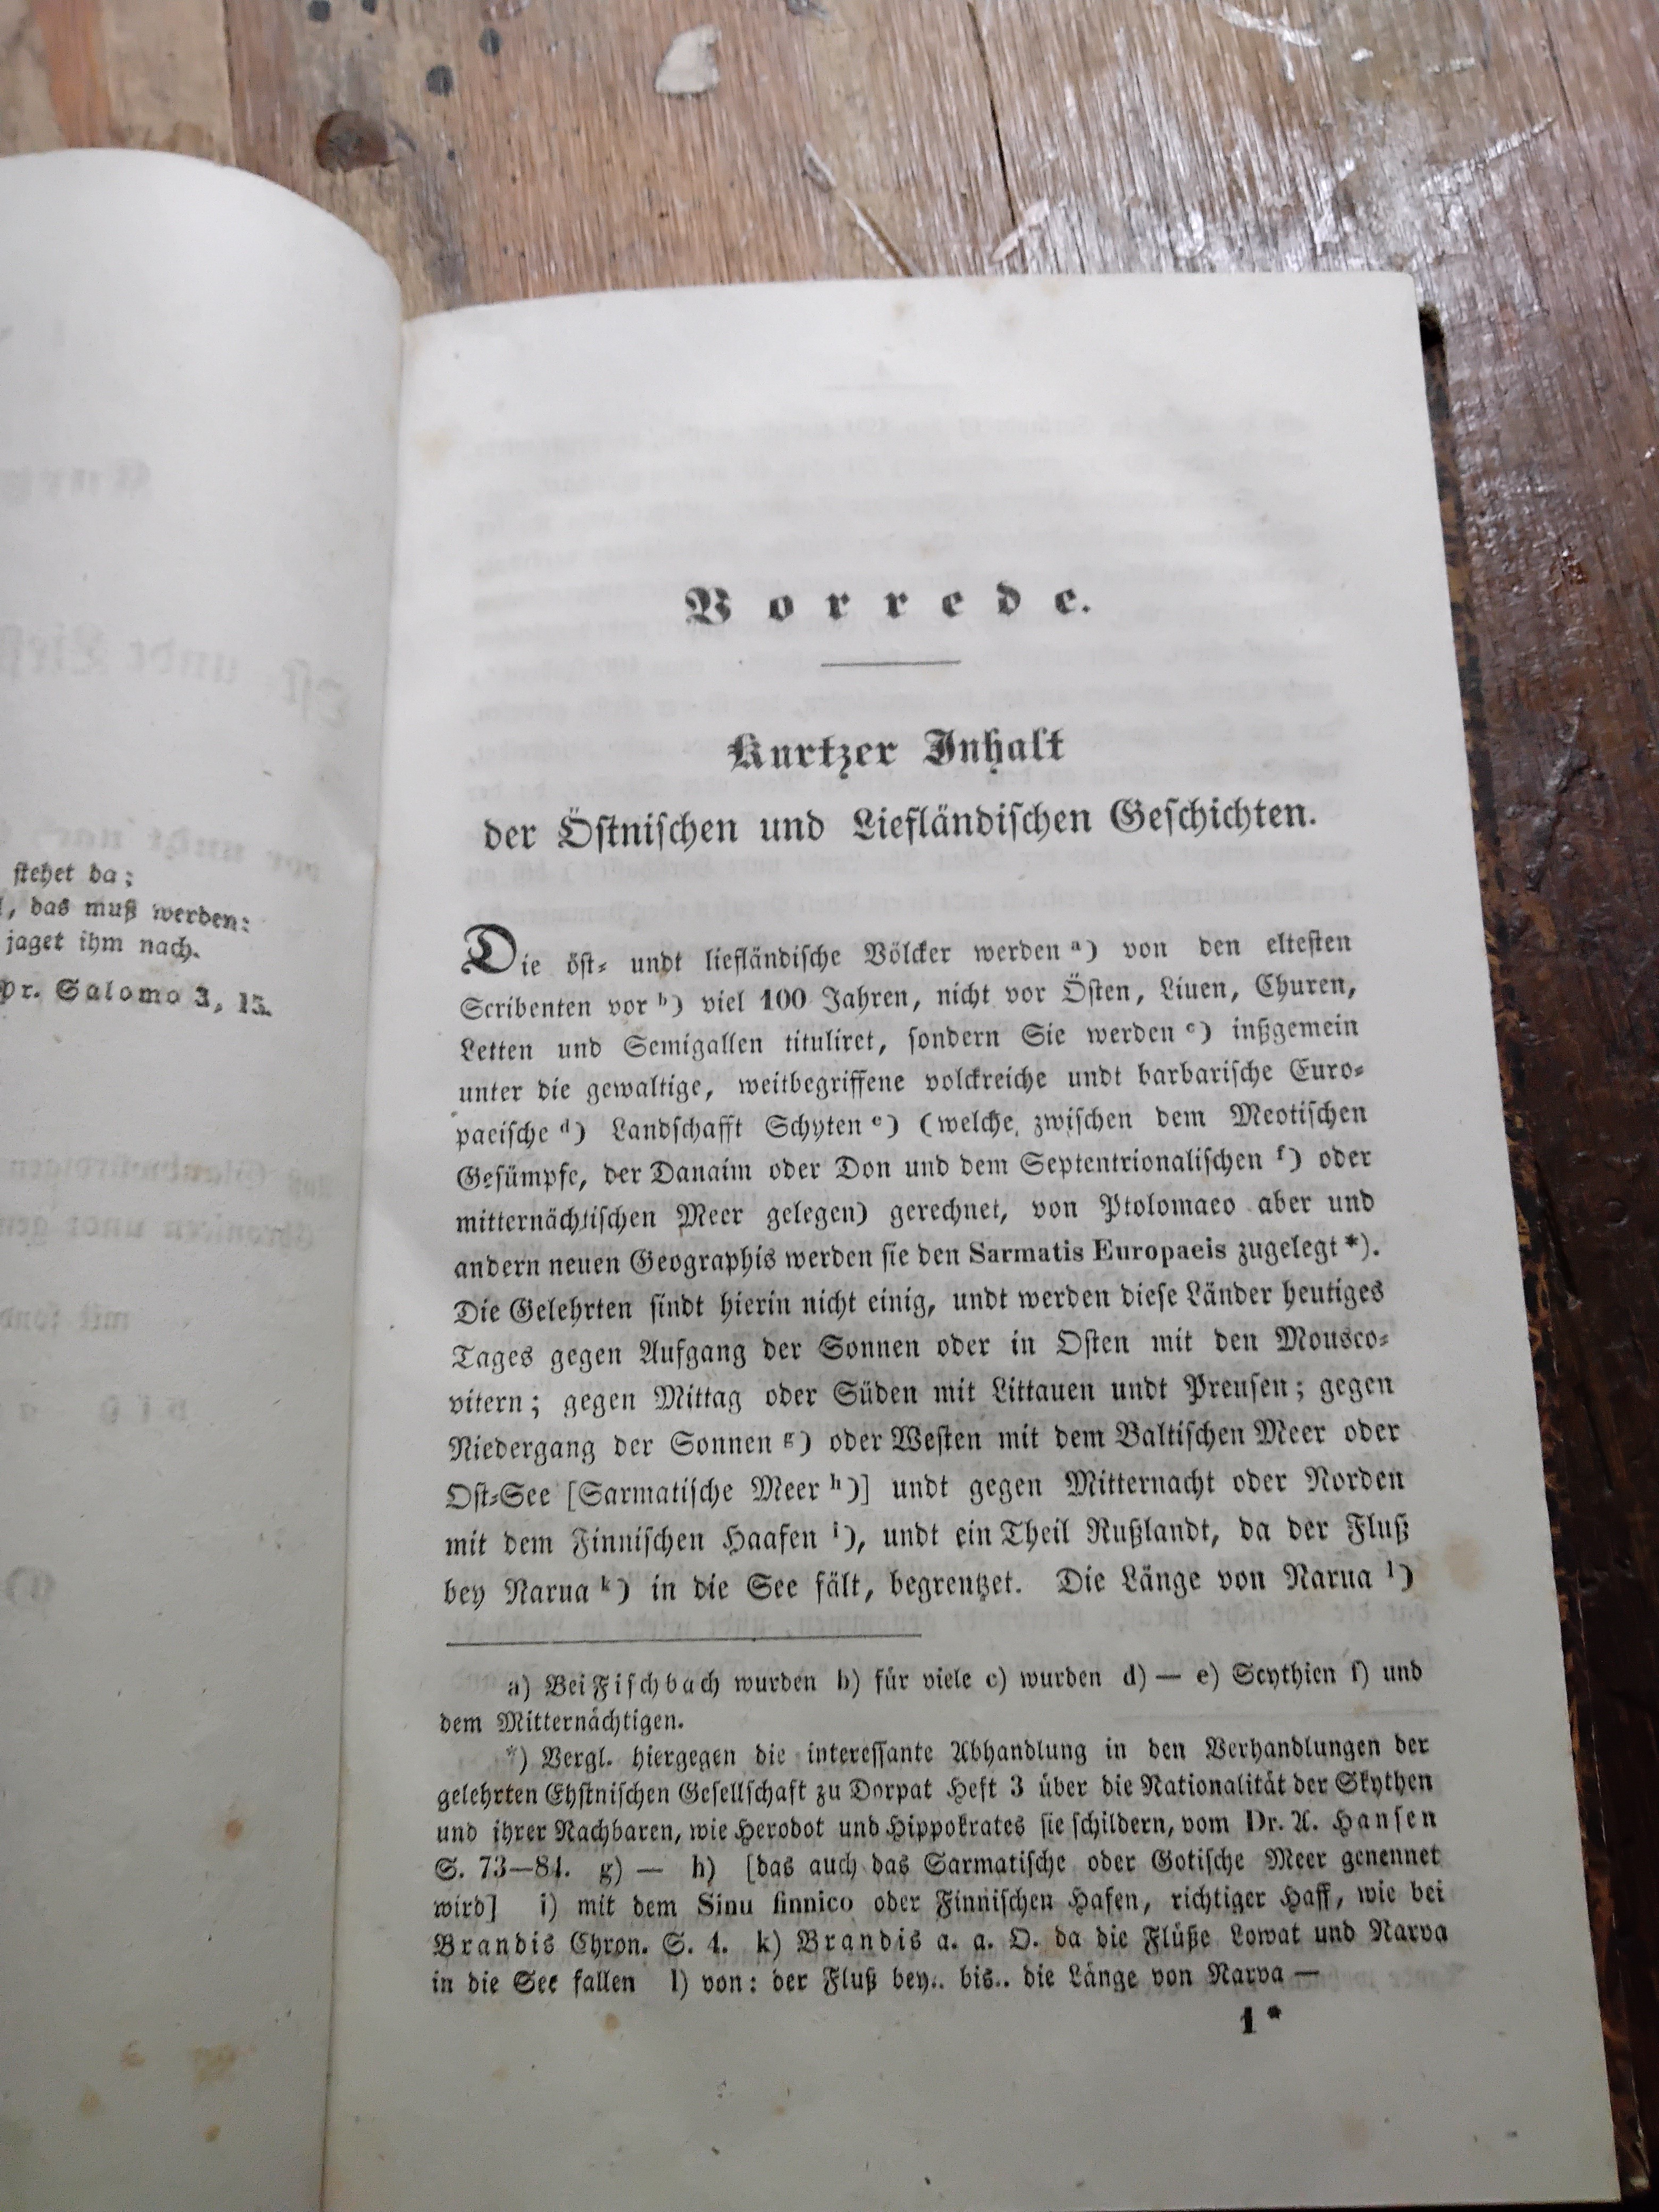 stehet da;
das muß werden:
jaget ihm nach.
Salomo 3, 15.
Vorrede.
Kurtzer Inhalt
der Östnischen und Liefländischen Geschichten.
Die öst- undt liefländische Völcker werden a) von den eltesten
Scribenten vor b) viel 100 Jahren, nicht vor Östen, Liuen, Churen,
Letten und Semigallen tituliret, sondern Sie werden c) inßgemein
unter die gewaltige, weitbegriffene volckreiche undt barbarische Euro-
paeische d) Landschafft Schyten e) (welche zwischen dem Meotischen
Gesümpfe, der Danaim oder Don und dem Septentrionalischen f) oder
mitternächtischen Meer gelegen) gerechnet, von Ptolomaeo aber und
andern neuen Geographis werden sie den Sarmatis Europaeis zugelegt *).
Die Gelehrten sindt hierin nicht einig, undt werden diese Länder heutiges
Tages gegen Aufgang der Sonnen oder in Osten mit den Mousco-
vitern; gegen Mittag oder Süden mit Littauen undt Preusen; gegen
Niedergang der Sonnen g) oder Westen mit dem Baltischen Meer oder
Ost-See [Sarmatische Meer h)] undt gegen Mitternacht oder Norden
mit dem Finnischen Haafen i), undt ein Theil Rußlandt, da der Fluß
bey Narua k) in die See fält, begrentzet. Die Länge von Narua l)
a) Bei Fischbach wurden b) für viele c) wurden d) — e) Scythien f) und
dem Mitternächtigen.
*) Vergl. hiergegen die interessante Abhandlung in den Verhandlungen der
gelehrten Ehstnischen Gesellschaft zu Dorpat Heft 3 über die Nationalität der Skythen
und ihrer Nachbaren, wie Herodot und Hippokrates sie schildern, vom Dr. A. Hansen
S. 73—84. g) — h) [das auch das Sarmatische oder Gotische Meer genennet
wird] i) mit dem Sinu finnico oder Finnischen Hafen, richtiger Haff, wie bei
Brandis Chron. S. 4. k) Brandis a. a. O. da die Flüße Lowat und Narva
in die See fallen l) von: der Fluß bey.. bis.. die Länge von Narva —
1*